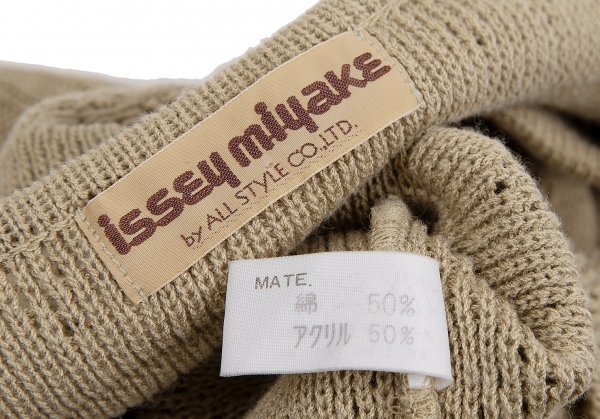 issey miyake
by ALL STYLE CO.,LTD.
MATE.
綿 50%
アクリル 50%